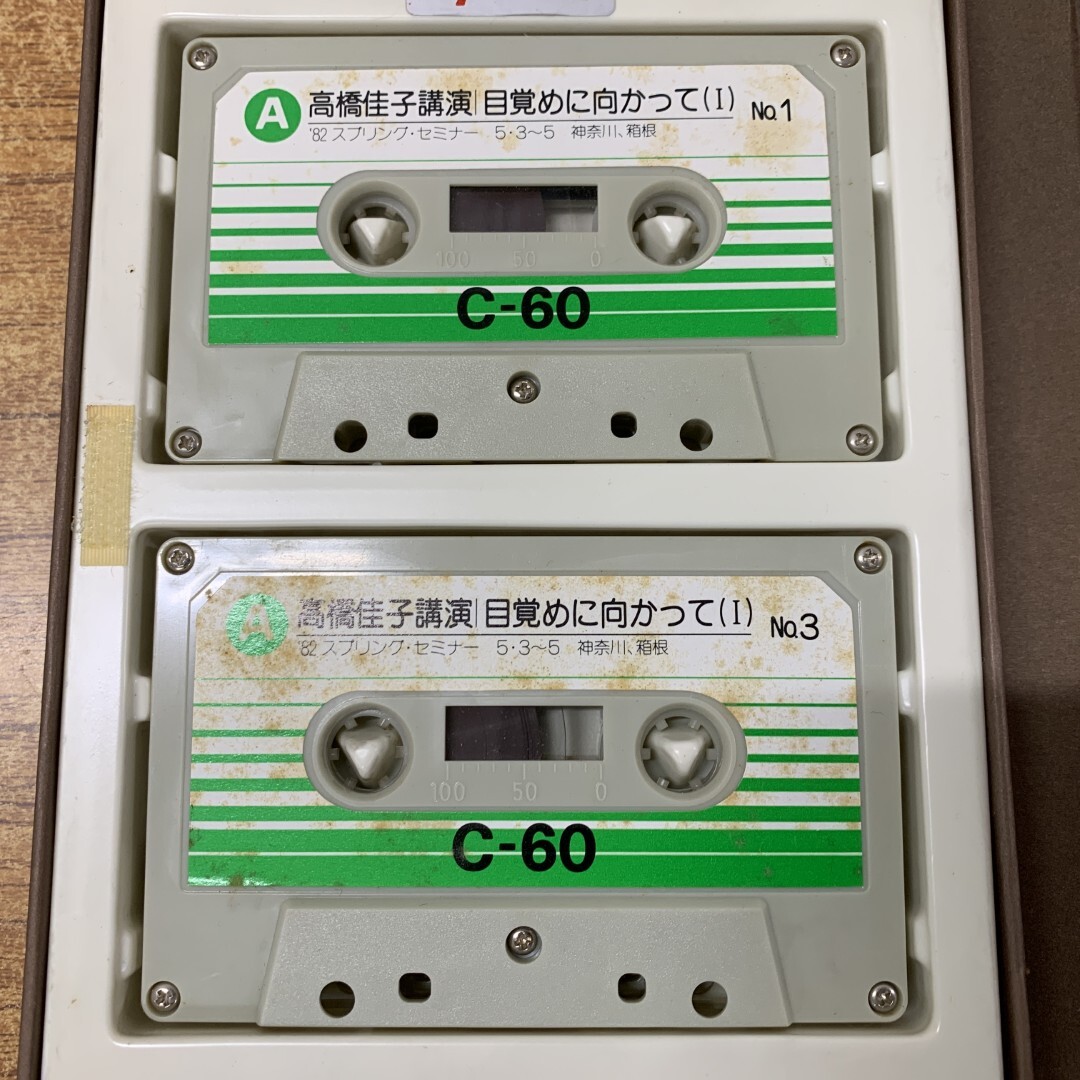 A
高橋佳子講演|目覚めに向かって(I) No.1
'82 スプリング・セミナー 5・3〜5 神奈川、箱根
100 50 0
C-60
A
高橋佳子講演|目覚めに向かって(I) No.3
'82 スプリング・セミナー 5・3〜5 神奈川、箱根
100 50 0
C-60